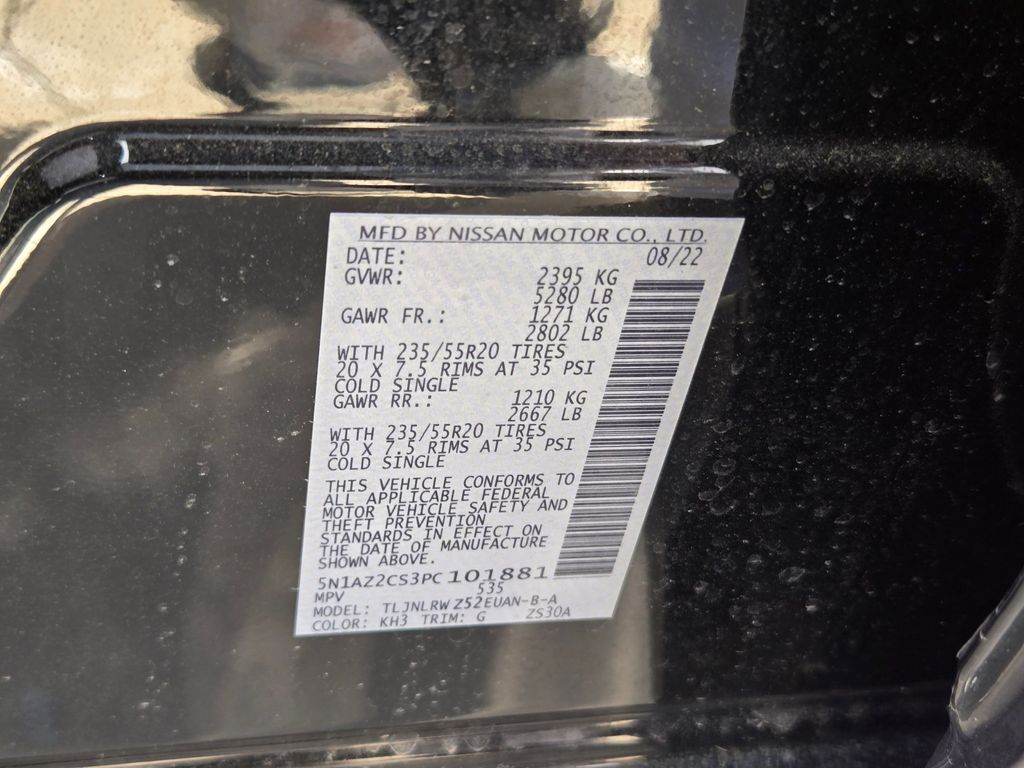 MFD BY NISSAN MOTOR CO., LTD.
DATE: 08/22
GVWR: 2395 KG
5280 LB
GAWR FR.: 1271 KG
2802 LB
WITH 235/55R20 TIRES
20 X 7.5 RIMS AT 35 PSI
COLD SINGLE
GAWR RR.: 1210 KG
2667 LB
WITH 235/55R20 TIRES
20 X 7.5 RIMS AT 35 PSI
COLD SINGLE
THIS VEHICLE CONFORMS TO
ALL APPLICABLE FEDERAL
MOTOR VEHICLE SAFETY AND
THEFT PREVENTION
STANDARDS IN EFFECT ON
THE DATE OF MANUFACTURE
SHOWN ABOVE.
5N1AZ2CS3PC101881
MPV 535
MODEL: TLJNLRW Z52EUAN-B-A
COLOR: KH3 TRIM: G ZS30A